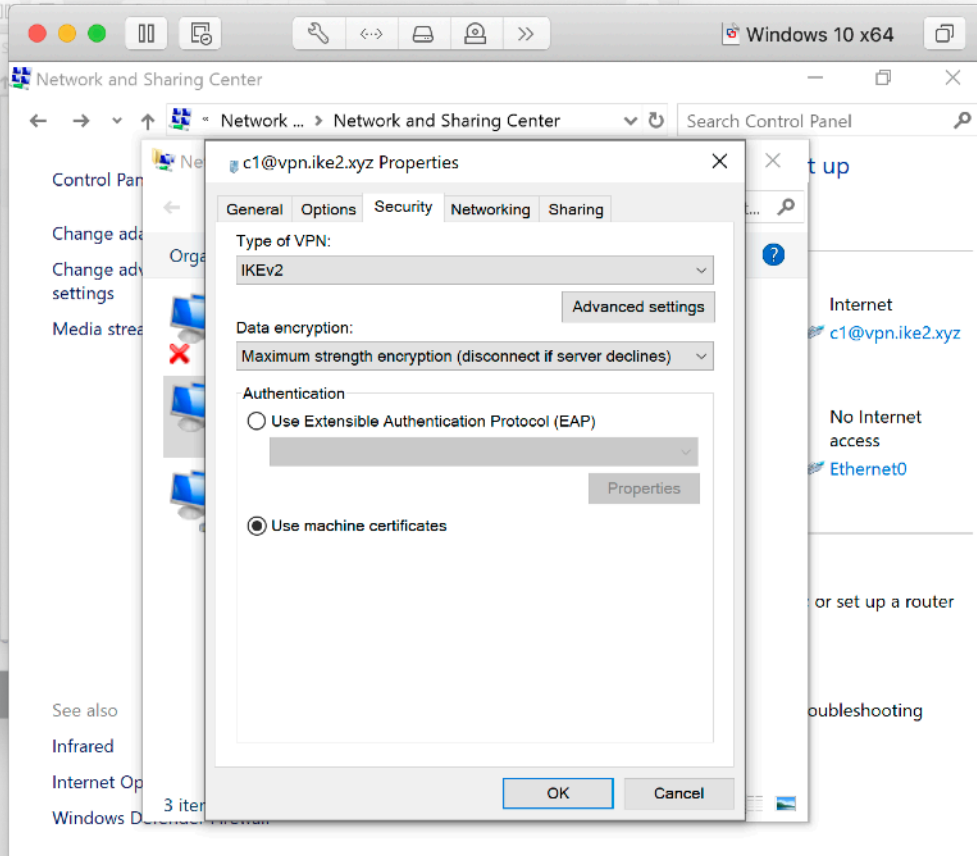 Windows 10 x64
Network and Sharing Center
« Network ... > Network and Sharing Center
Search Control Panel
Control Pan
Change ada
Change adv
settings
Media strea
See also
Infrared
Internet Op
Windows Defender Firewall
Ne
Orga
3 iter
c1@vpn.ike2.xyz Properties
General
Options
Security
Networking
Sharing
Type of VPN:
IKEv2
Advanced settings
Data encryption:
Maximum strength encryption (disconnect if server declines)
Authentication
Use Extensible Authentication Protocol (EAP)
Properties
Use machine certificates
OK
Cancel
t up
t...
?
Internet
c1@vpn.ike2.xyz
No Internet
access
Ethernet0
or set up a router
oubleshooting